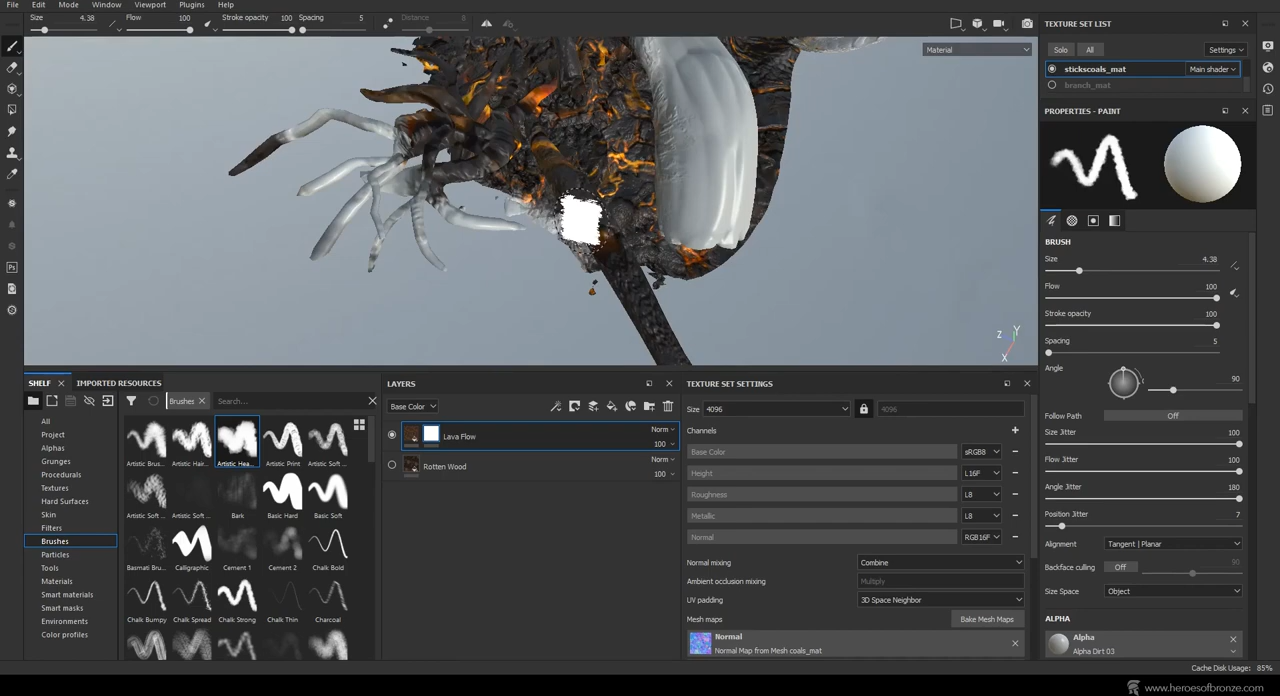 File Edit Mode Window Viewport Plugins Help
Size 4.38 Flow 100 Stroke opacity 100 Spacing 5 Distance 8
Material
TEXTURE SET LIST
Solo All Settings
stickscoals_mat Main shader
branch_mat
PROPERTIES - PAINT
BRUSH
Size 4.38
Flow 100
Stroke opacity 100
Spacing 5
Angle
90
Follow Path Off
Size Jitter 100
Flow Jitter 100
Angle Jitter 180
Position Jitter 7
Alignment Tangent | Planar
Backface culling Off 90
Size Space Object
ALPHA
Alpha
Alpha Dirt 03
Z Y
X
SHELF IMPORTED RESOURCES
Brushes Search...
All
Project
Alphas
Grunges
Procedurals
Textures
Hard Surfaces
Skin
Filters
Brushes
Particles
Tools
Materials
Smart materials
Smart masks
Environments
Color profiles
Artistic Brus... Artistic Hair... Artistic Hea... Artistic Print Artistic Soft ...
Artistic Soft ... Artistic Soft ... Bark Basic Hard Basic Soft
Basmati Bru... Calligraphic Cement 1 Cement 2 Chalk Bold
Chalk Bumpy Chalk Spread Chalk Strong Chalk Thin Charcoal
LAYERS
Base Color
Lava Flow Norm
100
Rotten Wood Norm
100
TEXTURE SET SETTINGS
Size 4096 4096
Channels
Base Color sRGB8
Height L16F
Roughness L8
Metallic L8
Normal RGB16F
Normal mixing Combine
Ambient occlusion mixing Multiply
UV padding 3D Space Neighbor
Mesh maps Bake Mesh Maps
Normal
Normal Map from Mesh coals_mat
Cache Disk Usage: 85%
www.heroesofbronze.com